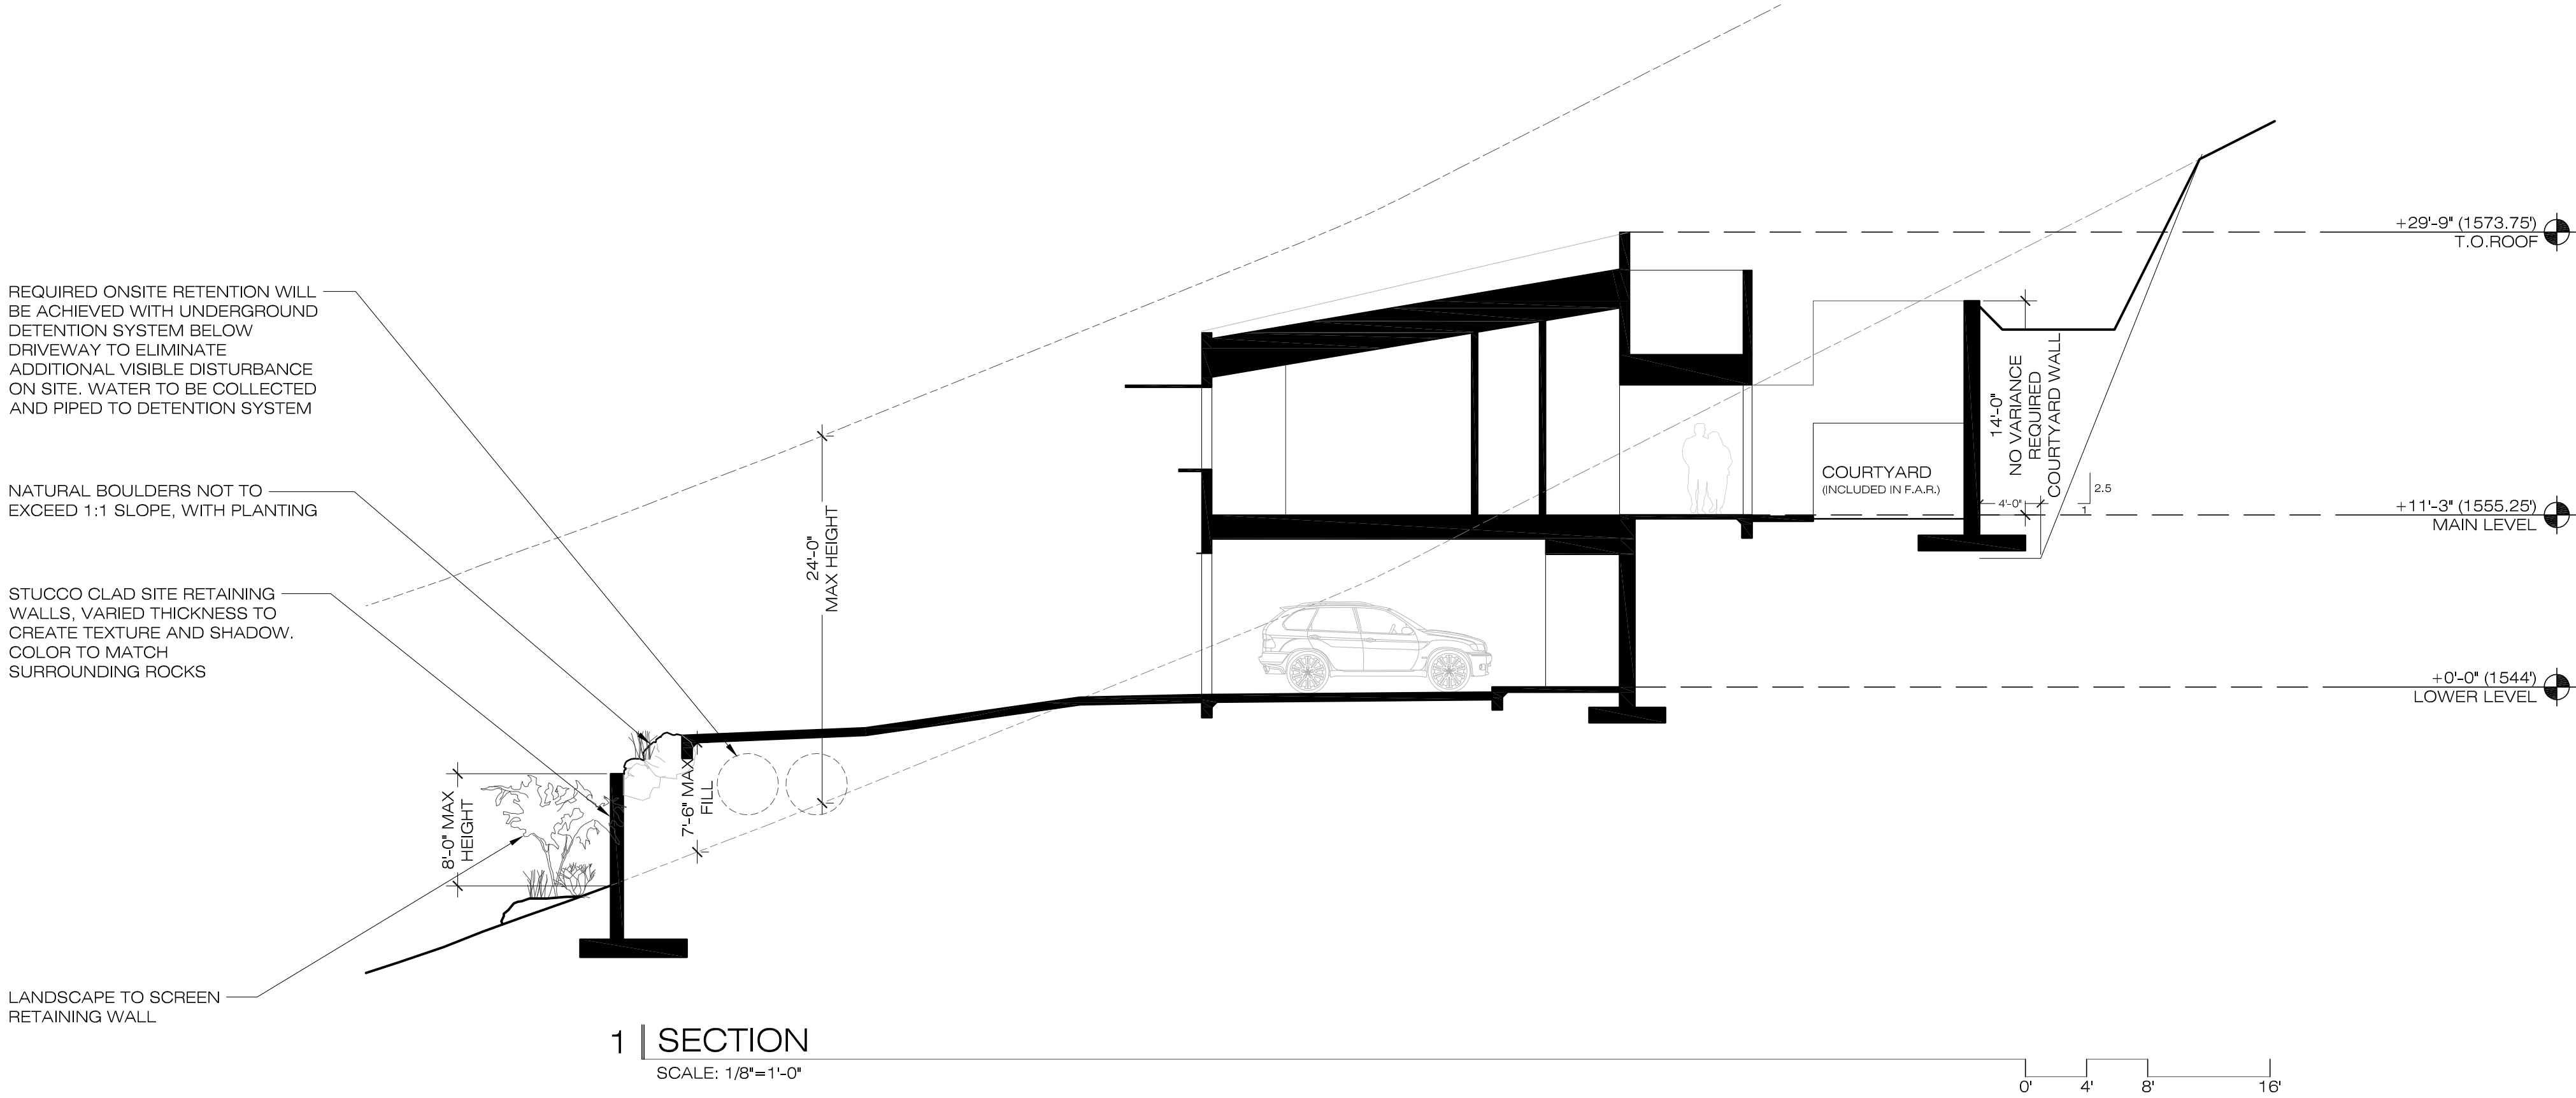 REQUIRED ONSITE RETENTION WILL
BE ACHIEVED WITH UNDERGROUND
DETENTION SYSTEM BELOW
DRIVEWAY TO ELIMINATE
ADDITIONAL VISIBLE DISTURBANCE
ON SITE. WATER TO BE COLLECTED
AND PIPED TO DETENTION SYSTEM
NATURAL BOULDERS NOT TO
EXCEED 1:1 SLOPE, WITH PLANTING
STUCCO CLAD SITE RETAINING
WALLS, VARIED THICKNESS TO
CREATE TEXTURE AND SHADOW.
COLOR TO MATCH
SURROUNDING ROCKS
LANDSCAPE TO SCREEN
RETAINING WALL
8'-0" MAX
HEIGHT
7'-6" MAX
FILL
24'-0"
MAX HEIGHT
COURTYARD
(INCLUDED IN F.A.R.)
14'-0"
NO VARIANCE
REQUIRED
COURTYARD WALL
4'-0"
2.5
1
+29'-9" (1573.75')
T.O.ROOF
+11'-3" (1555.25')
MAIN LEVEL
+0'-0" (1544')
LOWER LEVEL
1 SECTION
SCALE: 1/8"=1'-0"
0' 4' 8' 16'